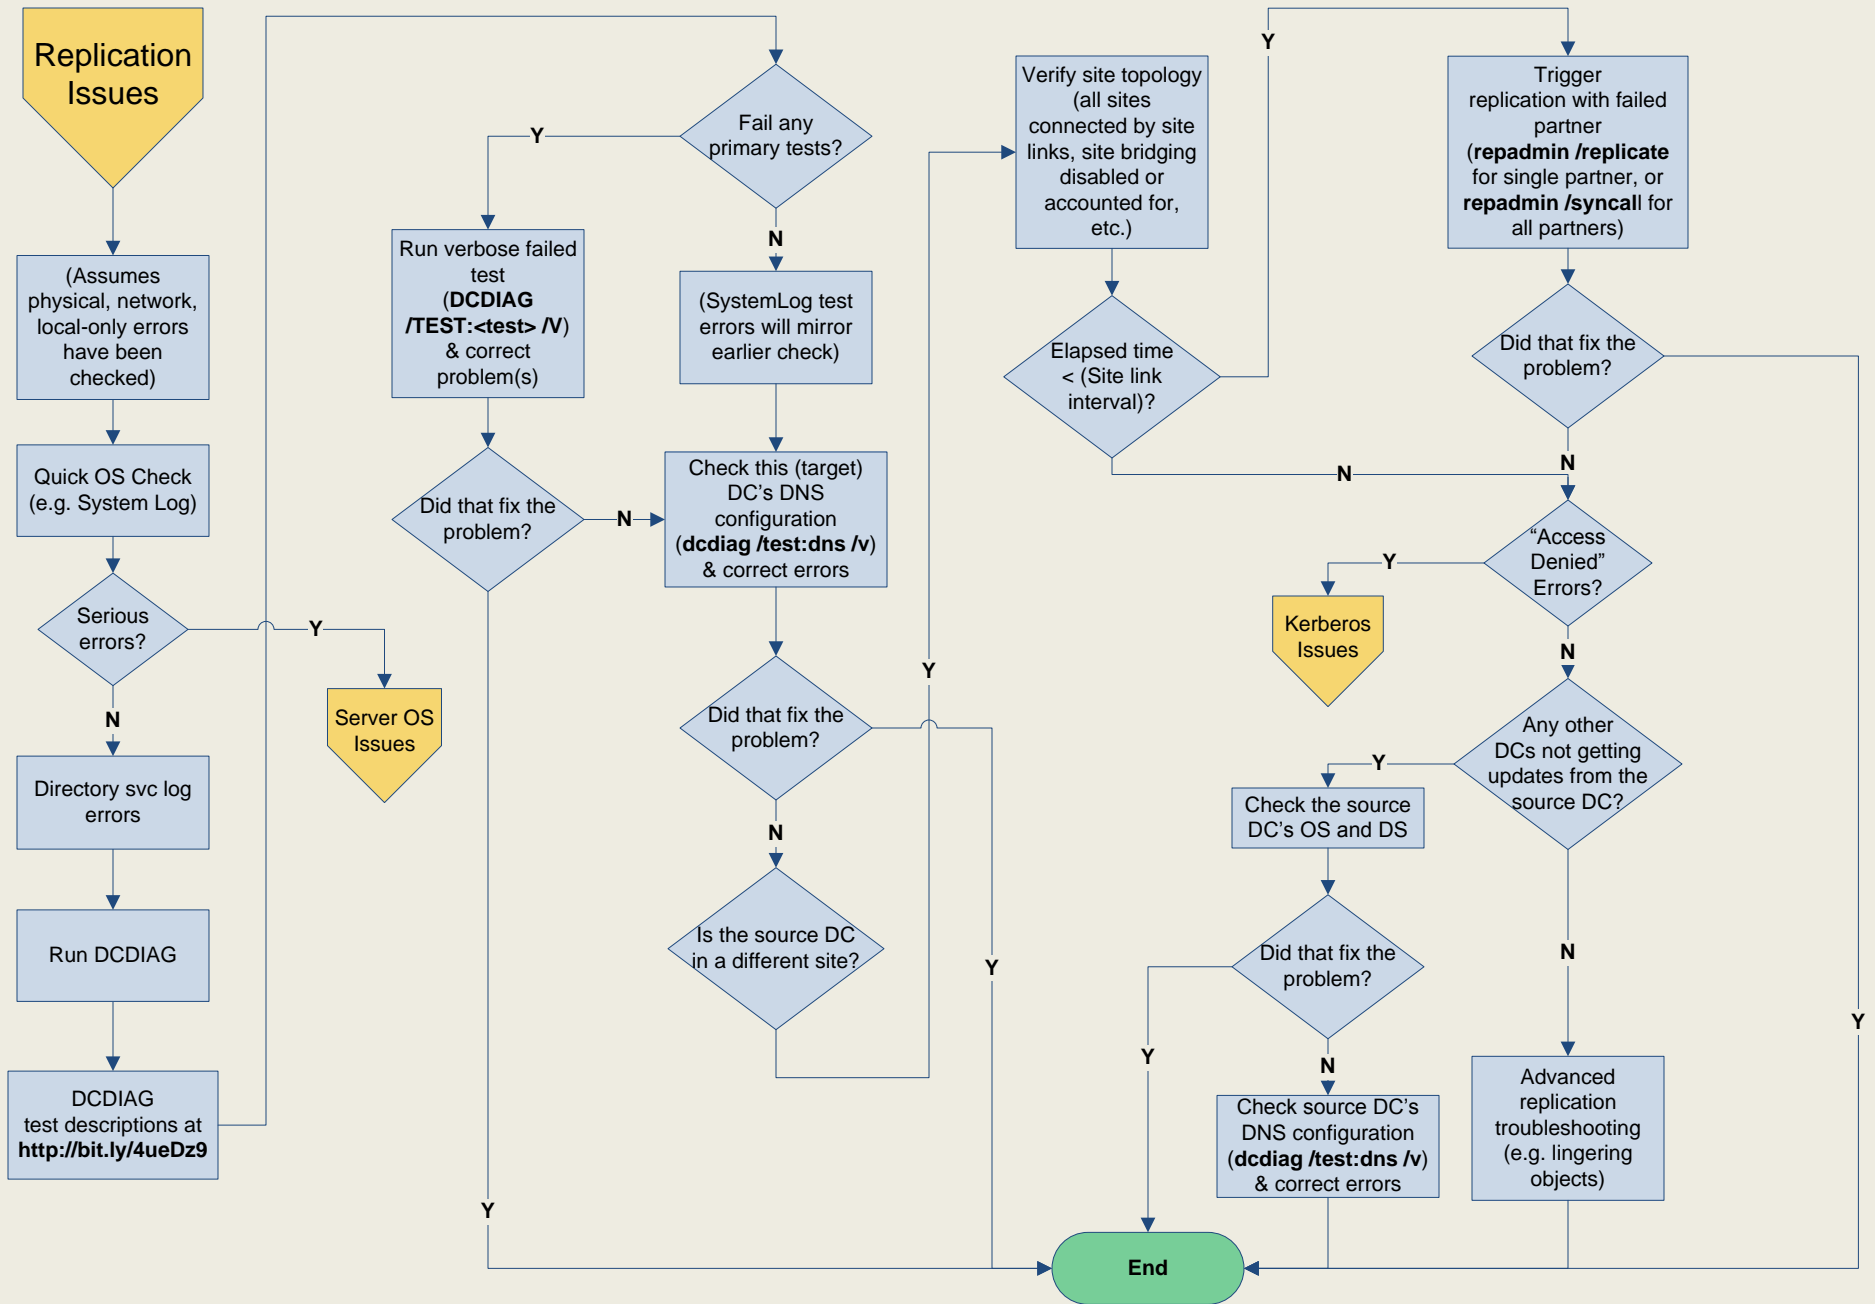 Replication
Issues
(Assumes
physical, network,
local-only errors
have been
checked)
Quick OS Check
(e.g. System Log)
Serious
errors?
Y
N
Server OS
Issues
Directory svc log
errors
Run DCDIAG
DCDIAG
test descriptions at
http://bit.ly/4ueDz9
Fail any
primary tests?
Y
N
Run verbose failed
test
(DCDIAG
/TEST:<test> /V)
& correct
problem(s)
(SystemLog test
errors will mirror
earlier check)
Did that fix the
problem?
N
Y
Check this (target)
DC's DNS
configuration
(dcdiag /test:dns /v)
& correct errors
Did that fix the
problem?
N
Y
Is the source DC
in a different site?
Y
Verify site topology
(all sites
connected by site
links, site bridging
disabled or
accounted for,
etc.)
Elapsed time
< (Site link
interval)?
Y
N
Trigger
replication with failed
partner
(repadmin /replicate
for single partner, or
repadmin /syncall for
all partners)
Did that fix the
problem?
N
Y
“Access
Denied”
Errors?
Y
N
Kerberos
Issues
Any other
DCs not getting
updates from the
source DC?
Y
N
Check the source
DC's OS and DS
Did that fix the
problem?
Y
N
Check source DC's
DNS configuration
(dcdiag /test:dns /v)
& correct errors
Advanced
replication
troubleshooting
(e.g. lingering
objects)
End